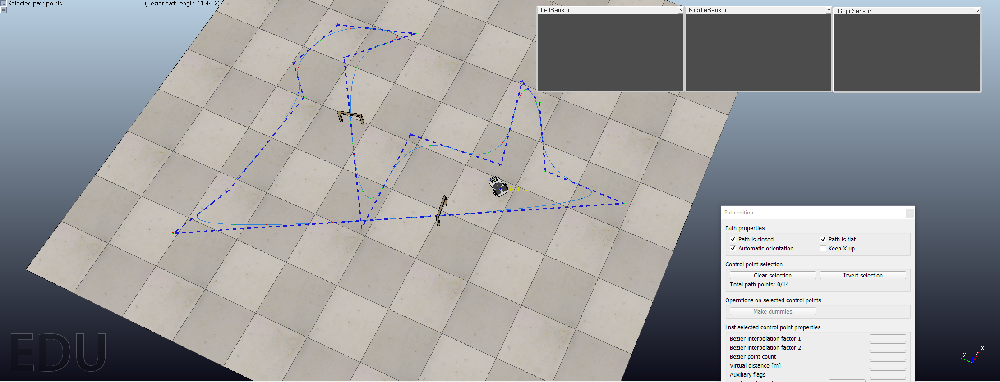 Selected path points: 0 (Bezier path length=11.9652)
LeftSensor
MiddleSensor
RightSensor
Path edition
Path properties
Path is closed
Path is flat
Automatic orientation
Keep X up
Control point selection
Clear selection
Invert selection
Total path points: 0/14
Operations on selected control points
Make dummies
Last selected control point properties
Bezier interpolation factor 1
Bezier interpolation factor 2
Bezier point count
Virtual distance [m]
Auxiliary flags
EDU
x
y
z